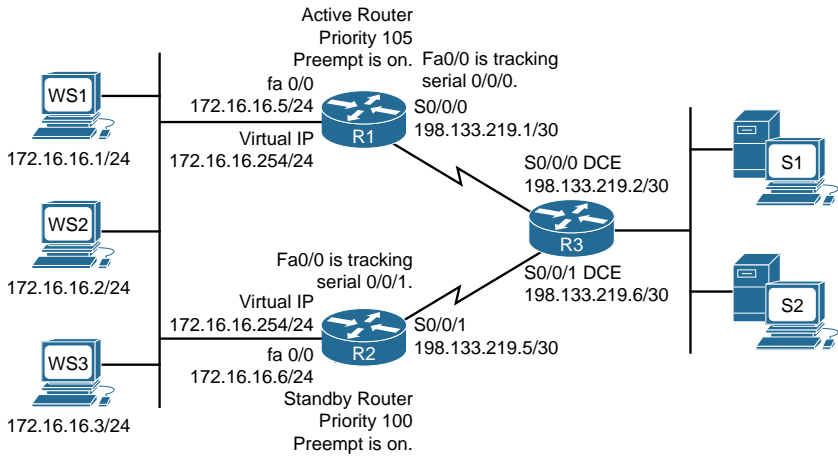 Active Router
Priority 105
Preempt is on.
Fa0/0 is tracking
serial 0/0/0.
WS1
172.16.16.1/24
fa 0/0
172.16.16.5/24
Virtual IP
172.16.16.254/24
R1
S0/0/0
198.133.219.1/30
S0/0/0 DCE
198.133.219.2/30
S1
WS2
172.16.16.2/24
R3
S0/0/1 DCE
198.133.219.6/30
Fa0/0 is tracking
serial 0/0/1.
Virtual IP
172.16.16.254/24
fa 0/0
172.16.16.6/24
R2
S0/0/1
198.133.219.5/30
S2
WS3
172.16.16.3/24
Standby Router
Priority 100
Preempt is on.